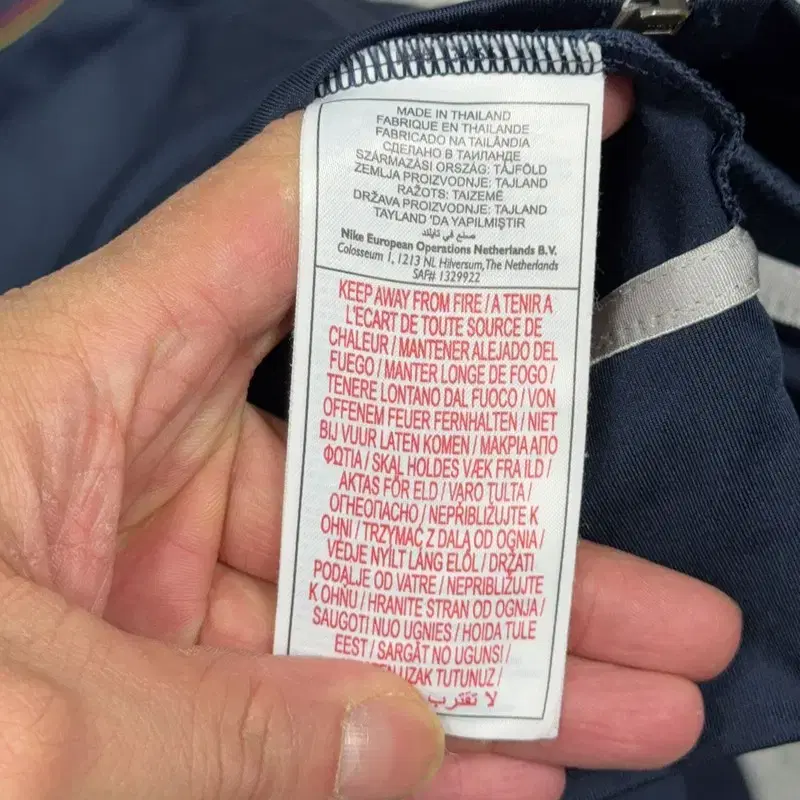 MADE IN THAILAND
FABRIQUE EN THAILANDE
FABRICADO NA TAILÂNDIA
СДЕЛАНО В ТАИЛАНДЕ
SZÁRMAZÁSI ORSZÁG: TÁJFÖLD
ZEMLJA PROIZVODNJE: TAJLAND
RAŽOTS: TAIZEMĒ
DRŽAVA PROIZVODNJE: TAJLAND
TAYLAND 'DA YAPILMIŞTIR
صنع في تايلند
Nike European Operations Netherlands B.V.
Colosseum 1, 1213 NL Hilversum, The Netherlands
SAF# 1329922
KEEP AWAY FROM FIRE / A TENIR A
L'ECART DE TOUTE SOURCE DE
CHALEUR / MANTENER ALEJADO DEL
FUEGO / MANTER LONGE DE FOGO /
TENERE LONTANO DAL FUOCO / VON
OFFENEM FEUER FERNHALTEN / NIET
BIJ VUUR LATEN KOMEN / ΜΑΚΡΙΑ ΑΠΟ
ΦΩΤΙΑ / SKAL HOLDES VÆK FRA ILD /
AKTAS FÖR ELD / VARO TULTA /
ОГНЕОПАСНО / NEPŘIBLIŽUJTE K
OHNI / TRZYMAĆ Z DALA OD OGNIA /
VEDJE NYÍLT LÁNG ELÖL / DRŽATI
PODALJE OD VATRE / NEPRIBLIŽUJTE
K OHŇU / HRANITE STRAN OD OGNJA /
SAUGOTI NUO UGNIES / HOIDA TULE
EEST / SARGĀT NO UGUNSI /
UZAK TUTUNUZ /
لا تقترب